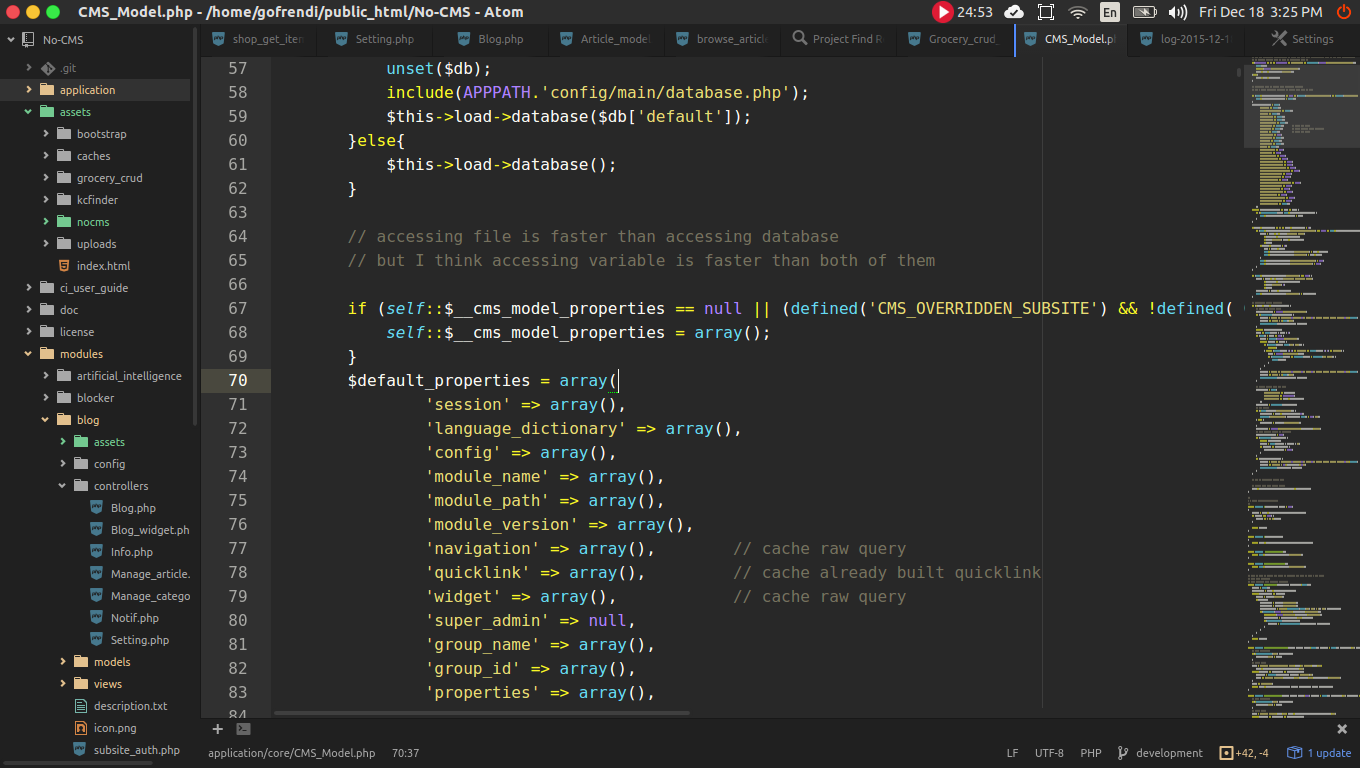 CMS_Model.php - /home/gofrendi/public_html/No-CMS - Atom
24:53
En
Fri Dec 18 3:25 PM
No-CMS
.git
application
assets
bootstrap
caches
grocery_crud
kcfinder
nocms
uploads
index.html
ci_user_guide
doc
license
modules
artificial_intelligence
blocker
blog
assets
config
controllers
Blog.php
Blog_widget.ph
Info.php
Manage_article.
Manage_catego
Notif.php
Setting.php
models
views
description.txt
icon.png
subsite_auth.php
shop_get_iten
Setting.php
Blog.php
Article_model
browse_article
Project Find R
Grocery_crud_
CMS_Model.pl
log-2015-12-1
Settings
57 unset($db);
58 include(APPPATH.'config/main/database.php');
59 $this->load->database($db['default']);
60 }else{
61 $this->load->database();
62 }
63
64 // accessing file is faster than accessing database
65 // but I think accessing variable is faster than both of them
66
67 if (self::$__cms_model_properties == null || (defined('CMS_OVERRIDDEN_SUBSITE') && !defined(
68 self::$__cms_model_properties = array();
69 }
70 $default_properties = array(
71 'session' => array(),
72 'language_dictionary' => array(),
73 'config' => array(),
74 'module_name' => array(),
75 'module_path' => array(),
76 'module_version' => array(),
77 'navigation' => array(), // cache raw query
78 'quicklink' => array(), // cache already built quicklink
79 'widget' => array(), // cache raw query
80 'super_admin' => null,
81 'group_name' => array(),
82 'group_id' => array(),
83 'properties' => array(),
84
application/core/CMS_Model.php 70:37
LF UTF-8 PHP development +42, -4 1 update